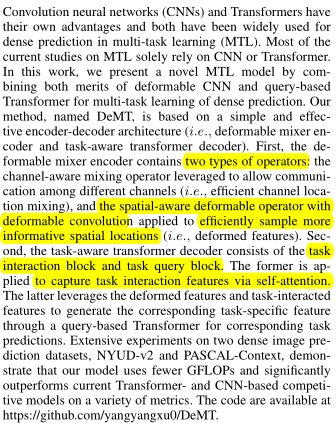 Convolution neural networks (CNNs) and Transformers have
their own advantages and both have been widely used for
dense prediction in multi-task learning (MTL). Most of the
current studies on MTL solely rely on CNN or Transformer.
In this work, we present a novel MTL model by com-
bining both merits of deformable CNN and query-based
Transformer for multi-task learning of dense prediction. Our
method, named DeMT, is based on a simple and effec-
tive encoder-decoder architecture (i.e., deformable mixer en-
coder and task-aware transformer decoder). First, the de-
formable mixer encoder contains two types of operators: the
channel-aware mixing operator leveraged to allow communi-
cation among different channels (i.e., efficient channel loca-
tion mixing), and the spatial-aware deformable operator with
deformable convolution applied to efficiently sample more
informative spatial locations (i.e., deformed features). Sec-
ond, the task-aware transformer decoder consists of the task
interaction block and task query block. The former is ap-
plied to capture task interaction features via self-attention.
The latter leverages the deformed features and task-interacted
features to generate the corresponding task-specific feature
through a query-based Transformer for corresponding task
predictions. Extensive experiments on two dense image pre-
diction datasets, NYUD-v2 and PASCAL-Context, demon-
strate that our model uses fewer GFLOPs and significantly
outperforms current Transformer- and CNN-based competi-
tive models on a variety of metrics. The code are available at
https://github.com/yangyangxu0/DeMT.